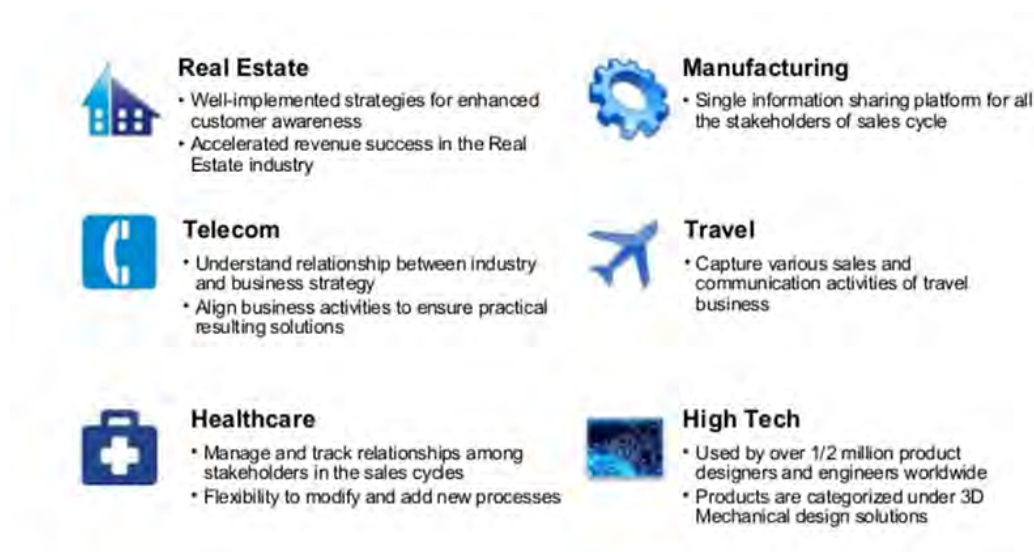 Real Estate
• Well-implemented strategies for enhanced
customer awareness
• Accelerated revenue success in the Real
Estate industry
Manufacturing
• Single information sharing platform for all
the stakeholders of sales cycle
Telecom
• Understand relationship between industry
and business strategy
• Align business activities to ensure practical
resulting solutions
Travel
• Capture various sales and
communication activities of travel
business
Healthcare
• Manage and track relationships among
stakeholders in the sales cycles
• Flexibility to modify and add new processes
High Tech
• Used by over 1/2 million product
designers and engineers worldwide
• Products are categorized under 3D
Mechanical design solutions